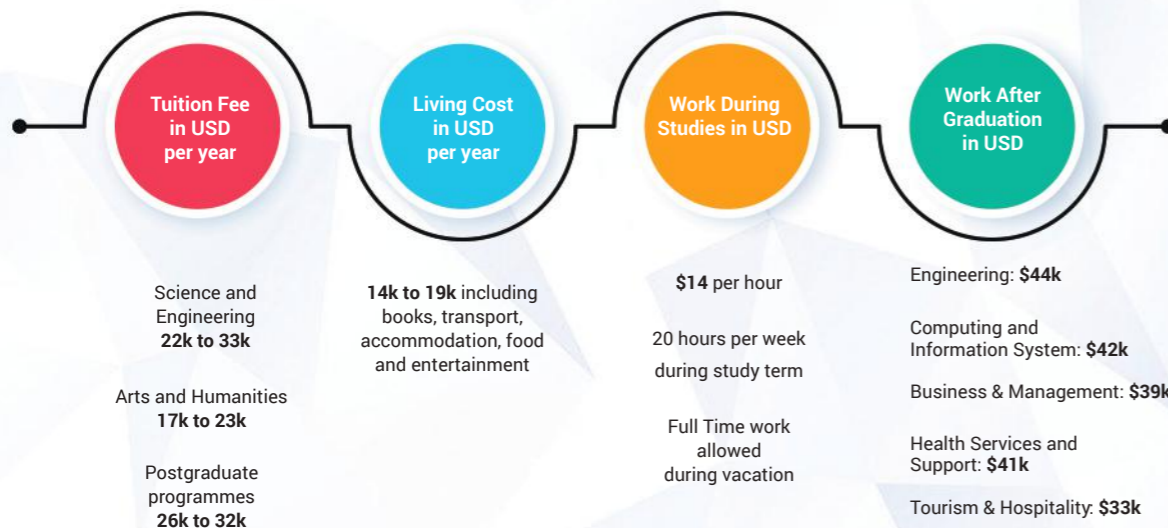 Tuition Fee
in USD
per year
Science and
Engineering
22k to 33k
Arts and Humanities
17k to 23k
Postgraduate
programmes
26k to 32k
Living Cost
in USD
per year
14k to 19k including
books, transport,
accommodation, food
and entertainment
Work During
Studies in USD
$14 per hour
20 hours per week
during study term
Full Time work
allowed
during vacation
Work After
Graduation
in USD
Engineering: $44k
Computing and
Information System: $42k
Business & Management: $39k
Health Services and
Support: $41k
Tourism & Hospitality: $33k